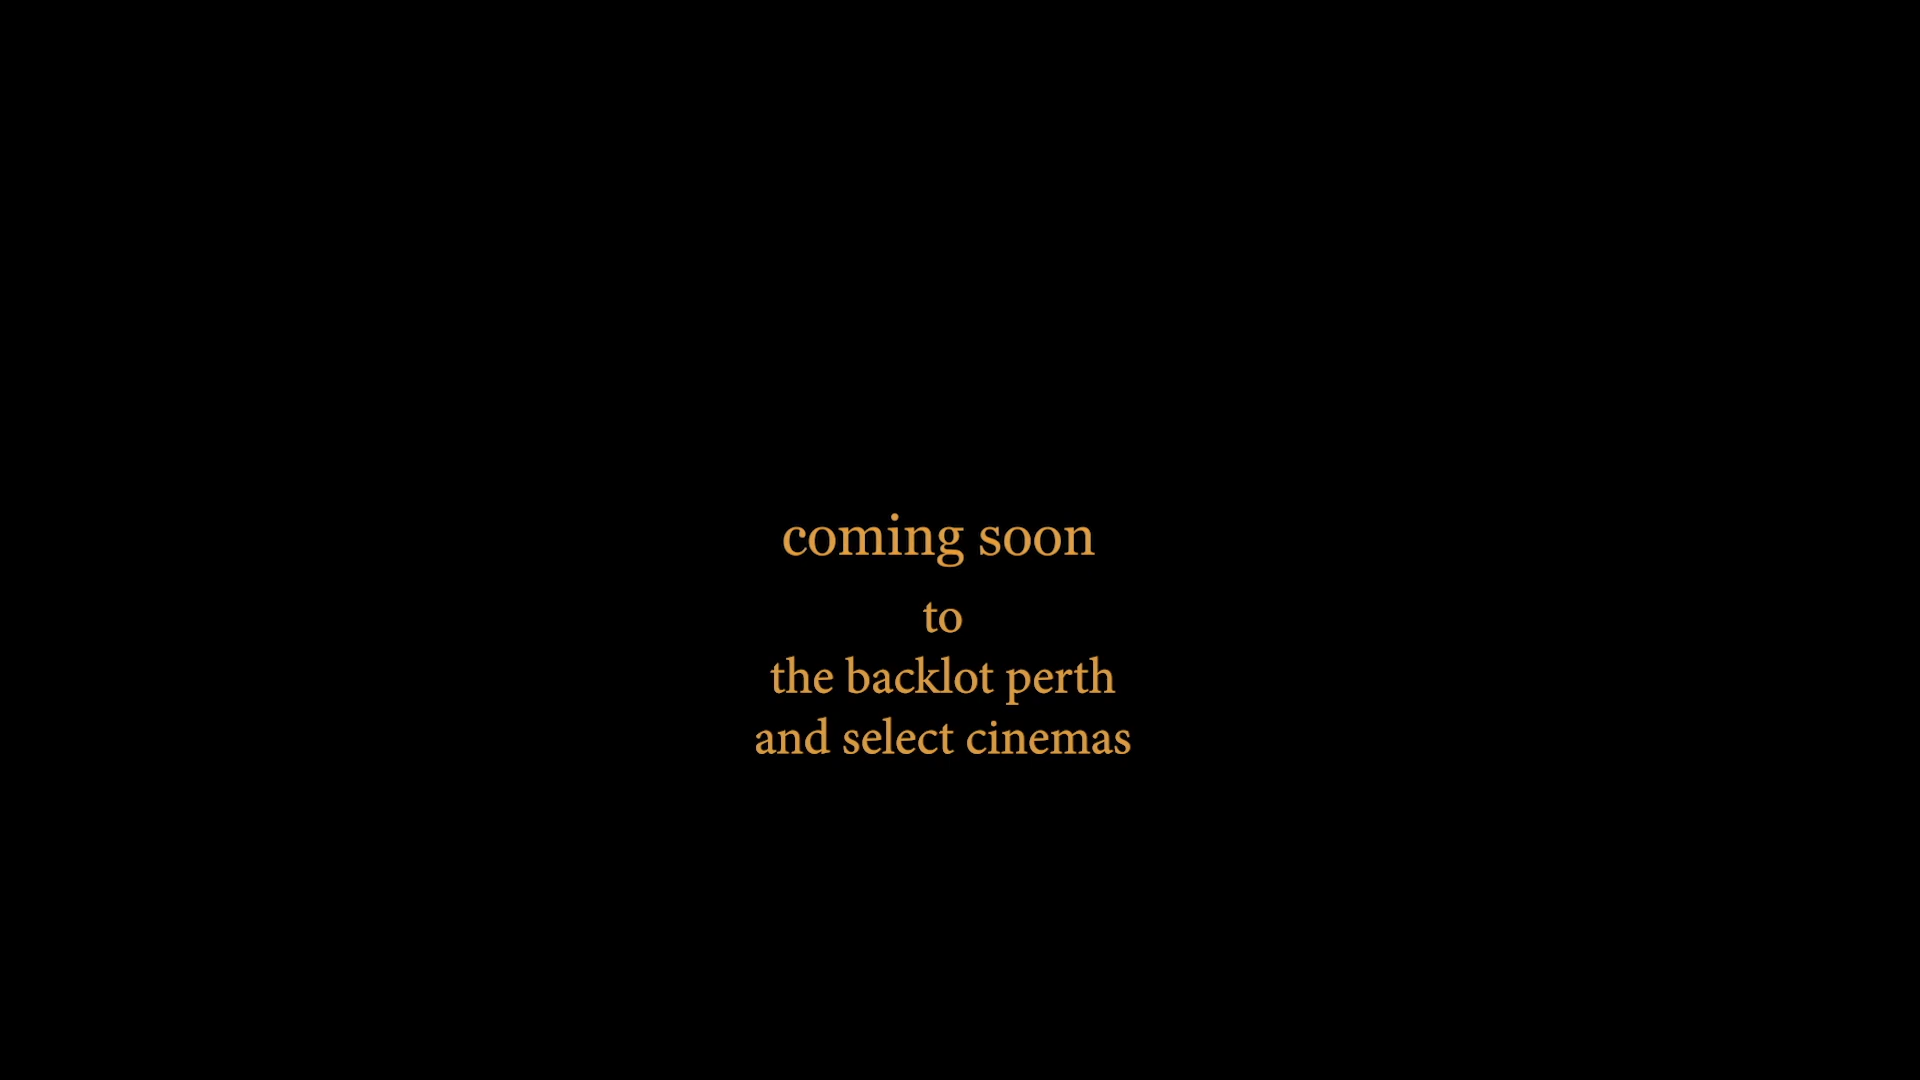 coming soon
to
the backlot perth
and select cinemas